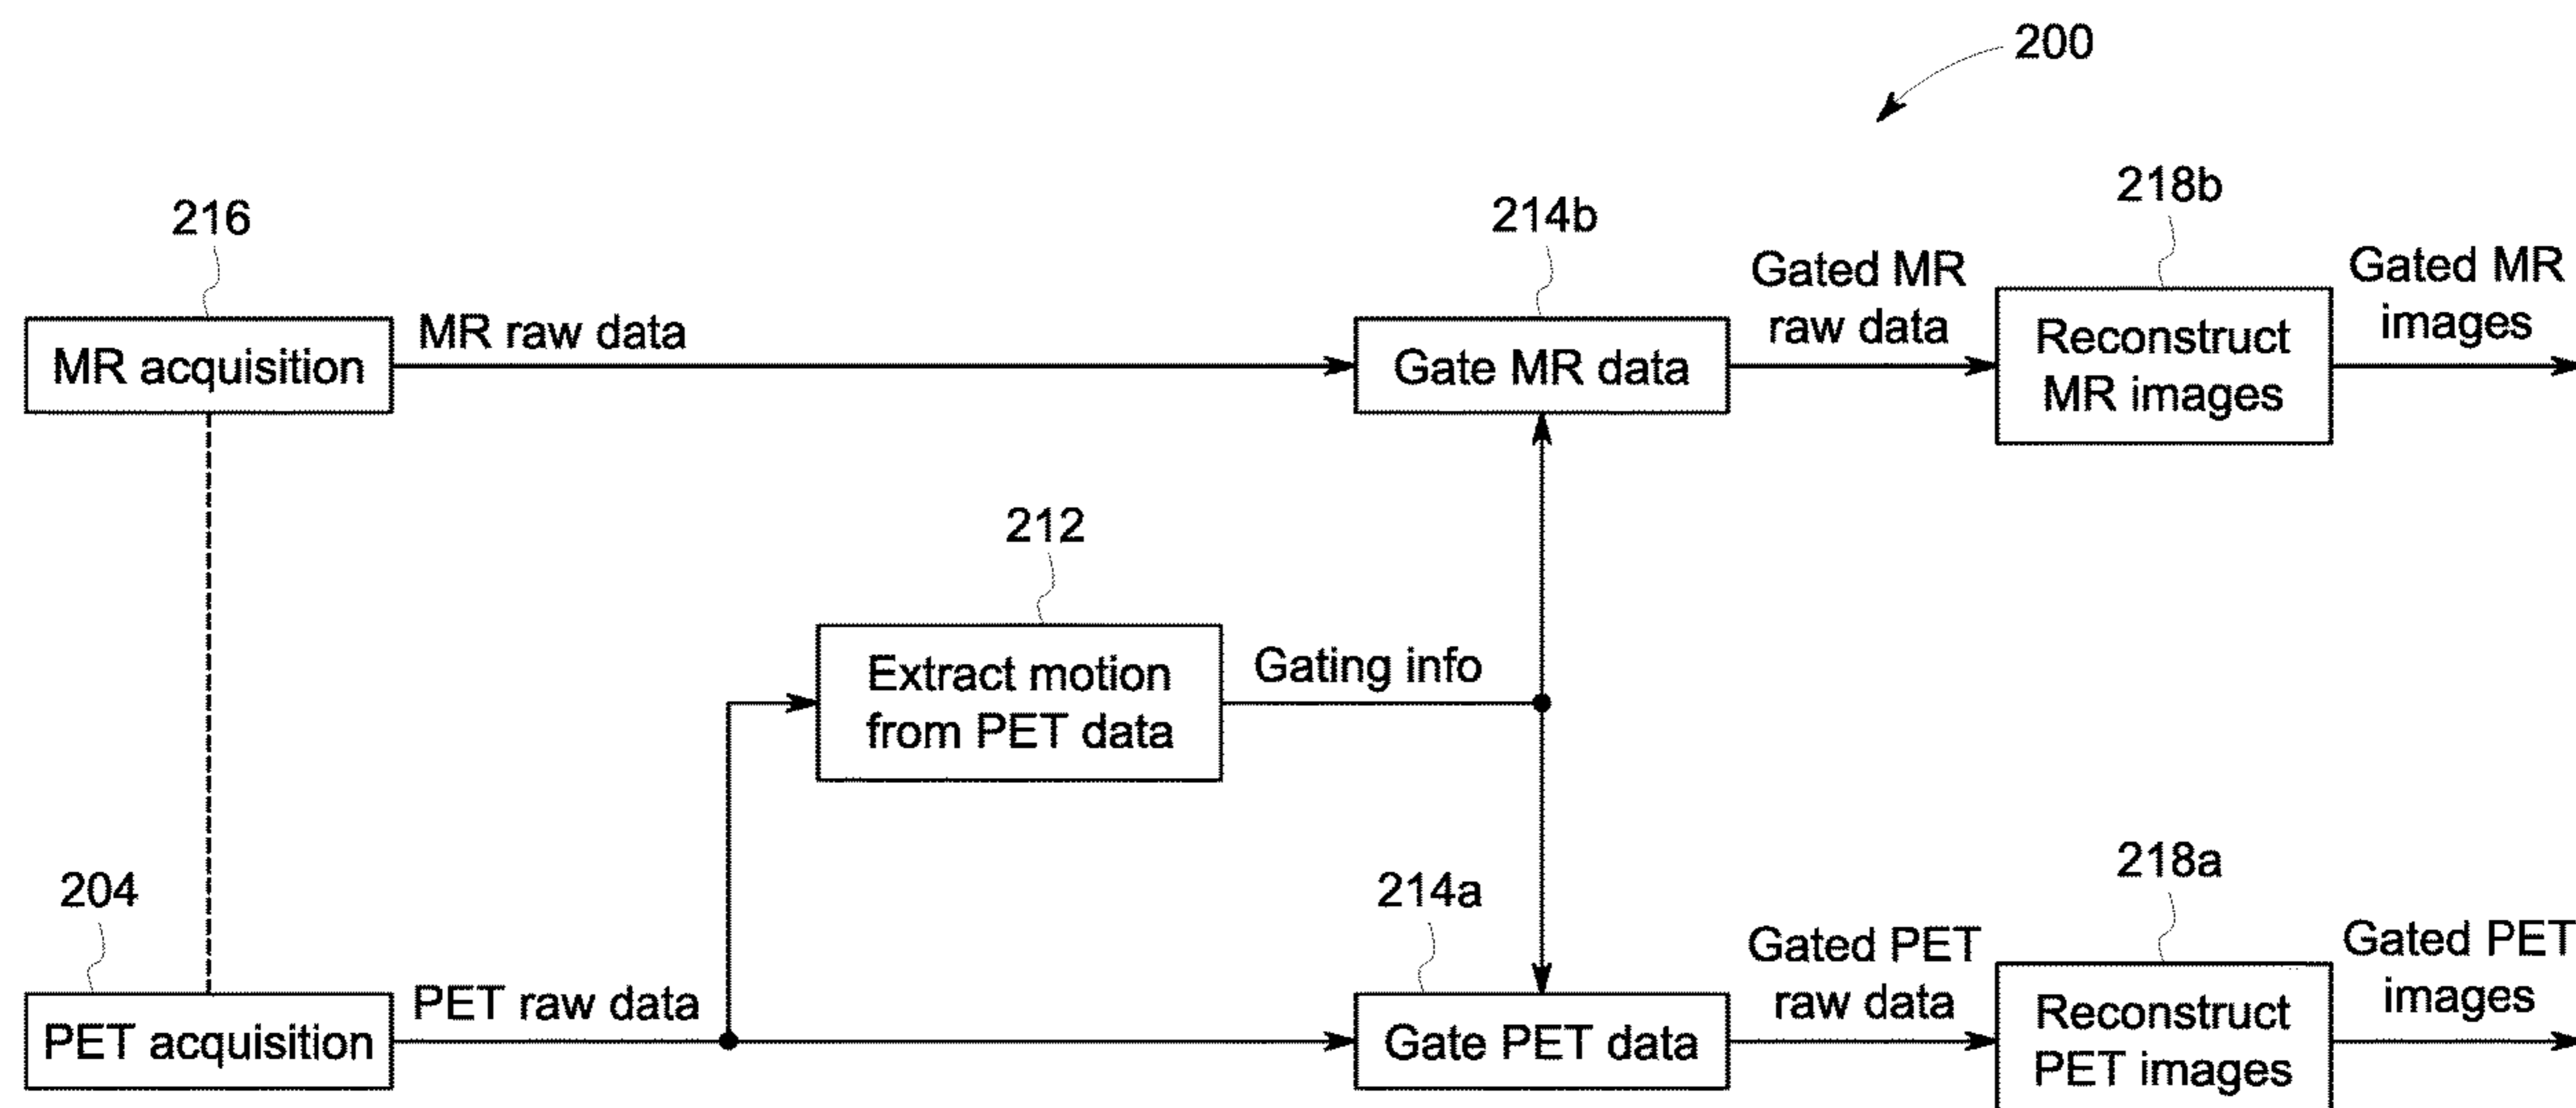 200
216
214b
218b
MR acquisition
MR raw data
Gate MR data
Gated MR
raw data
Reconstruct
MR images
Gated MR
images
212
Extract motion
from PET data
Gating info
204
214a
218a
PET acquisition
PET raw data
Gate PET data
Gated PET
raw data
Reconstruct
PET images
Gated PET
images